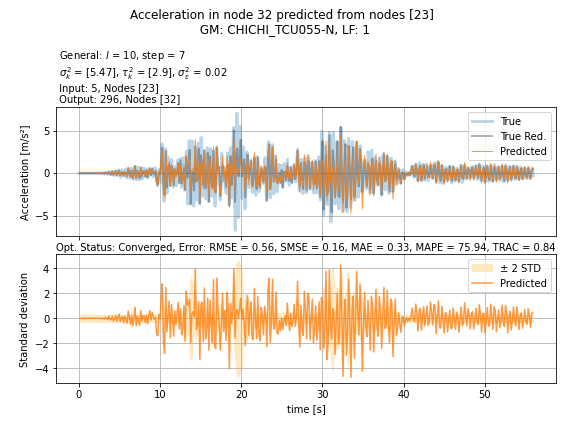 Acceleration in node 32 predicted from nodes [23]
GM: CHICHI_TCU055-N, LF: 1
General: l = 10, step = 7
σ²ₖ = [5.47], τ²ₖ = [2.9], σ²ε = 0.02
Input: 5, Nodes [23]
Output: 296, Nodes [32]
Acceleration [m/s²]
5
0
−5
True
True Red.
Predicted
Opt. Status: Converged, Error: RMSE = 0.56, SMSE = 0.16, MAE = 0.33, MAPE = 75.94, TRAC = 0.84
Standard deviation
4
2
0
−2
−4
± 2 STD
Predicted
0 10 20 30 40 50
time [s]